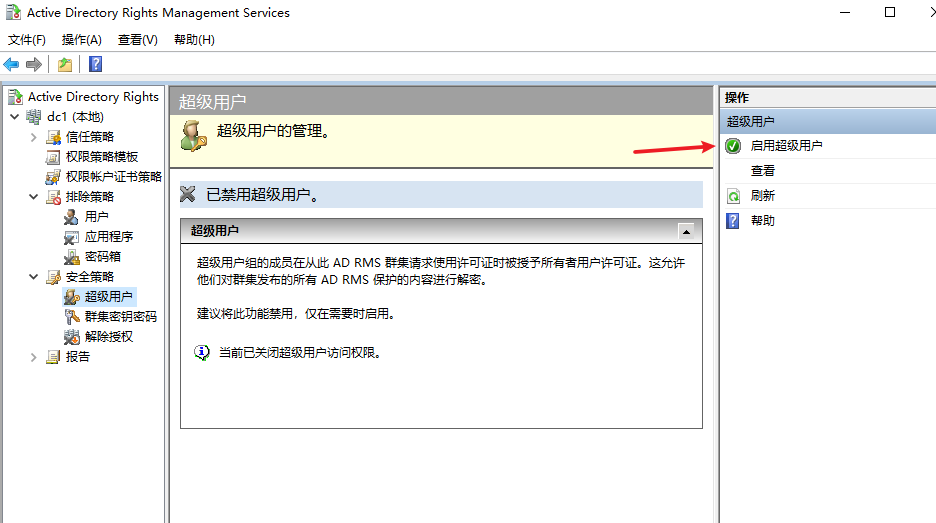 Active Directory Rights Management Services
文件(F) 操作(A) 查看(V) 帮助(H)
Active Directory Rights
dc1 (本地)
信任策略
权限策略模板
权限帐户证书策略
排除策略
用户
应用程序
密码箱
安全策略
超级用户
群集密钥密码
解除授权
报告
超级用户
超级用户的管理。
已禁用超级用户。
超级用户
超级用户组的成员在从此 AD RMS 群集请求使用许可证时被授予所有者用户许可证。这允许
他们对群集发布的所有 AD RMS 保护的内容进行解密。
建议将此功能禁用，仅在需要时启用。
当前已关闭超级用户访问权限。
操作
超级用户
启用超级用户
查看
刷新
帮助